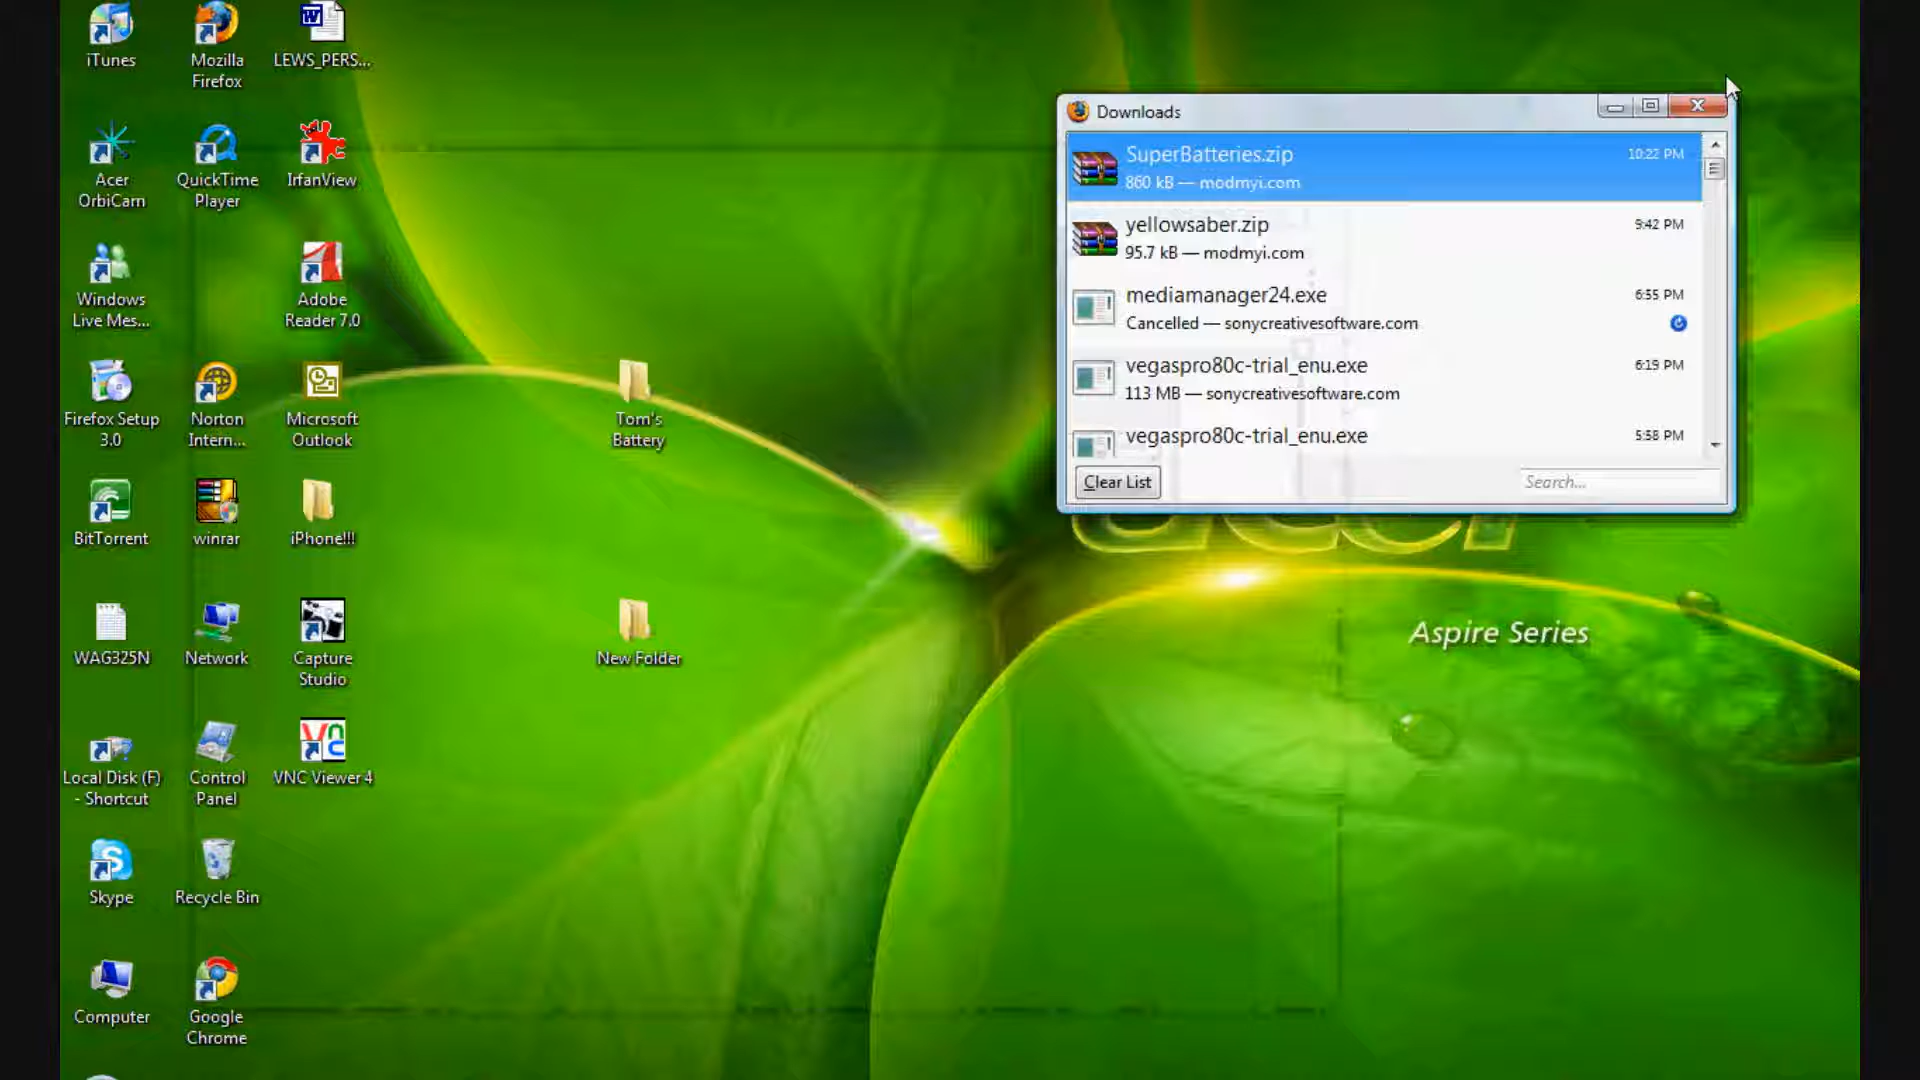 iTunes
Mozilla
Firefox
LEWS_PERS...
Acer
OrbiCam
QuickTime
Player
IrfanView
Windows
Live Mes...
Adobe
Reader 7.0
Firefox Setup
3.0
Norton
Intern...
Microsoft
Outlook
Tom's
Battery
BitTorrent
winrar
iPhone!!!
WAG325N
Network
Capture
Studio
New Folder
Local Disk (F)
- Shortcut
Control
Panel
VNC Viewer 4
Skype
Recycle Bin
Computer
Google
Chrome
Downloads
SuperBatteries.zip 10:22 PM
860 kB — modmyi.com
yellowsaber.zip 9:42 PM
95.7 kB — modmyi.com
mediamanager24.exe 6:55 PM
Cancelled — sonycreativesoftware.com
vegaspro80c-trial_enu.exe 6:19 PM
113 MB — sonycreativesoftware.com
vegaspro80c-trial_enu.exe 5:58 PM
Clear List Search...
Aspire Series